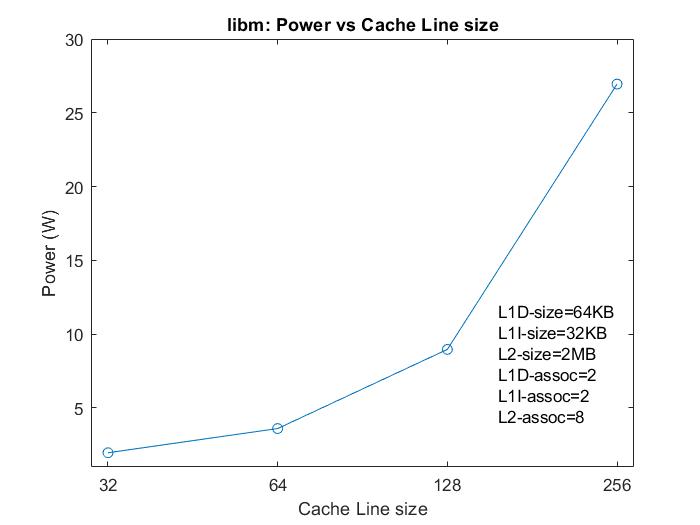 libm: Power vs Cache Line size
30
25
20
15
10
5
Power (W)
L1D-size=64KB
L1I-size=32KB
L2-size=2MB
L1D-assoc=2
L1I-assoc=2
L2-assoc=8
32 64 128 256
Cache Line size